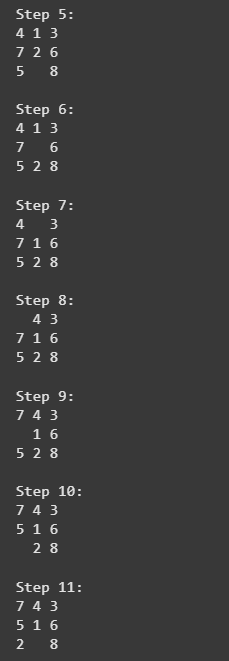 Step 5:
4 1 3
7 2 6
5   8
Step 6:
4 1 3
7   6
5 2 8
Step 7:
4   3
7 1 6
5 2 8
Step 8:
  4 3
7 1 6
5 2 8
Step 9:
7 4 3
  1 6
5 2 8
Step 10:
7 4 3
5 1 6
  2 8
Step 11:
7 4 3
5 1 6
2   8